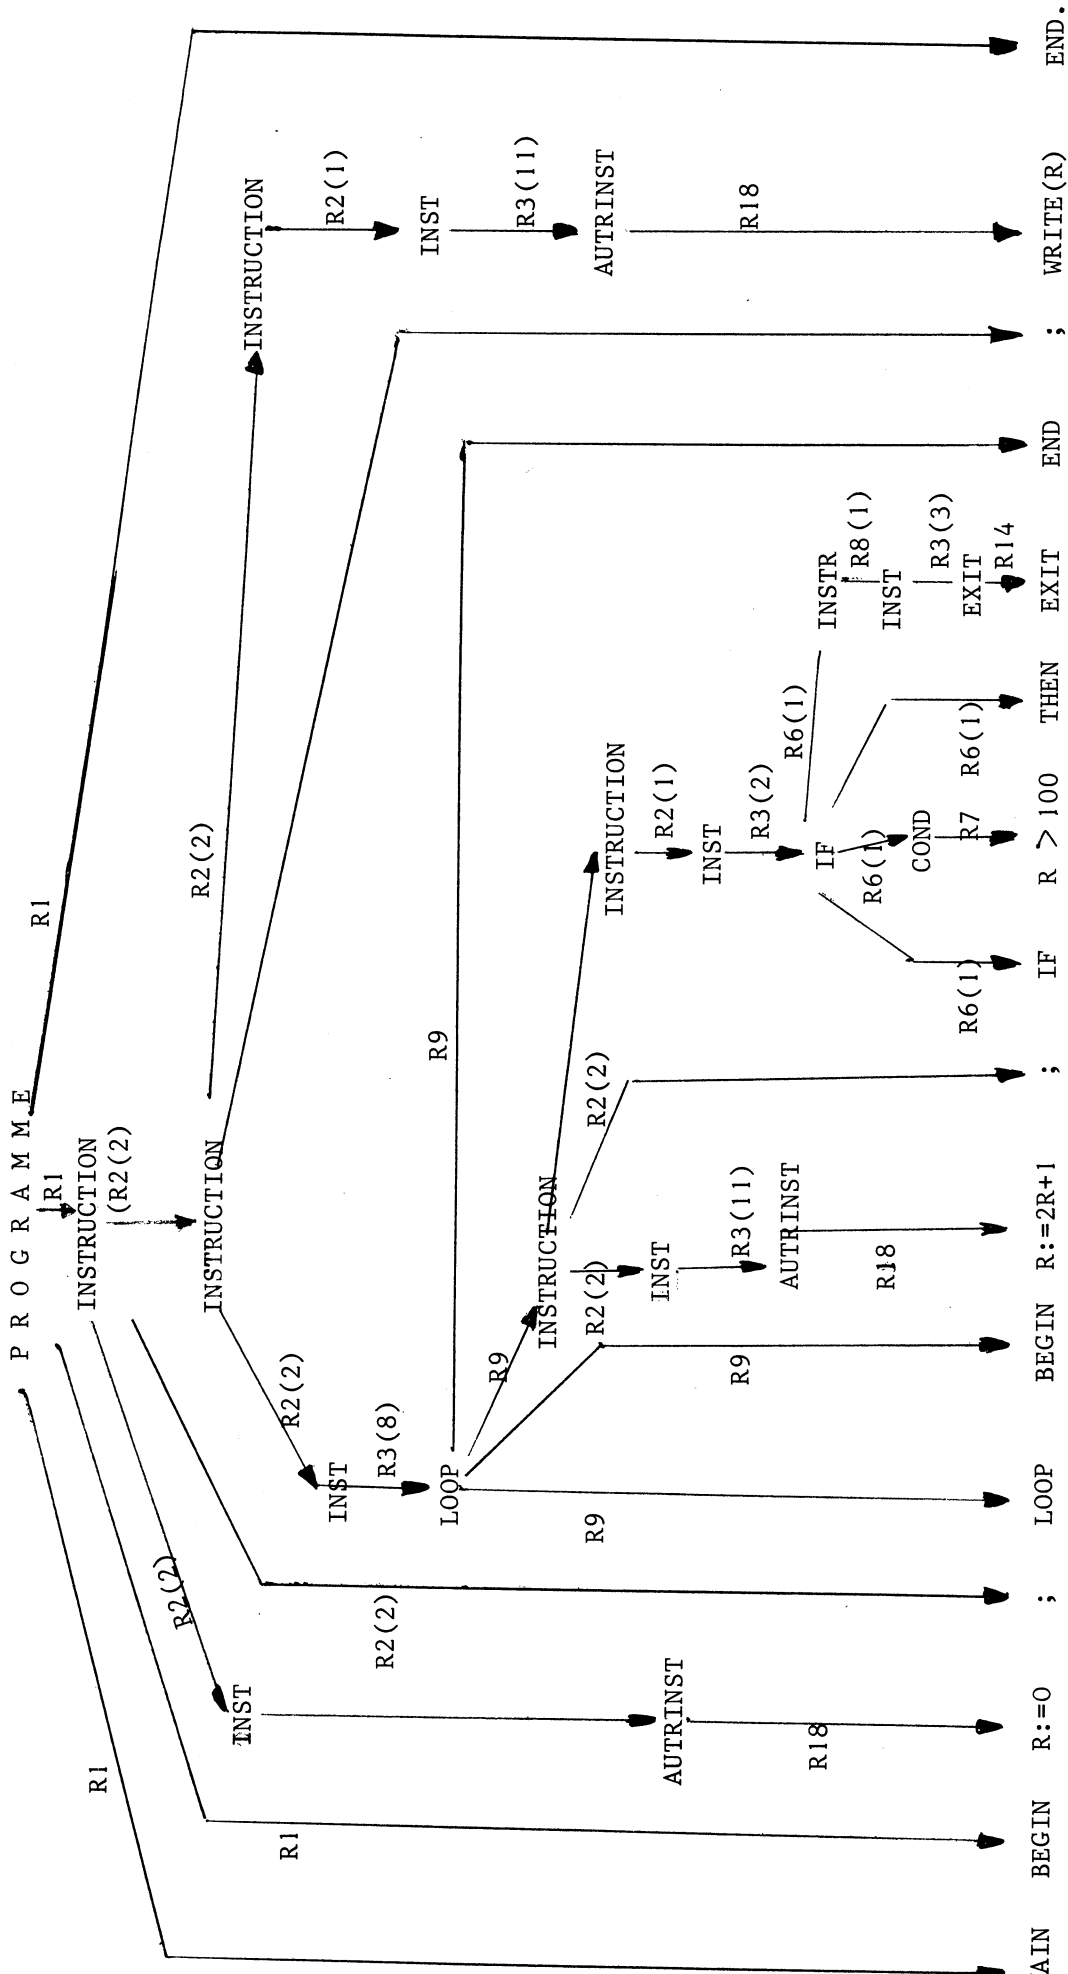 PROGRAMME
R1
R1
INSTRUCTION
R1
(R2(2)
R2(2)
R2(2)
INSTRUCTION
INST
INSTRUCTION
R1 R2(2)
INST R2(1)
R2(2) R3(8)
R9 INST
LOOP
R9 R3(11)
INSTRUCTION
R9 R2(2) R2(2) AUTRINST
INSTRUCTION
AUTRINST INST R2(1)
INST
R9 R3(11) R3(2) R18
AUTRINST R6(1)
R18 IF INSTR
R18 R6(1) R8(1)
INST
COND R3(3)
R6(1) R7 R6(1) EXIT
R14
AIN BEGIN R:=O ; LOOP BEGIN R:=2R+1 ; IF R > 100 THEN EXIT END ; WRITE(R) END.